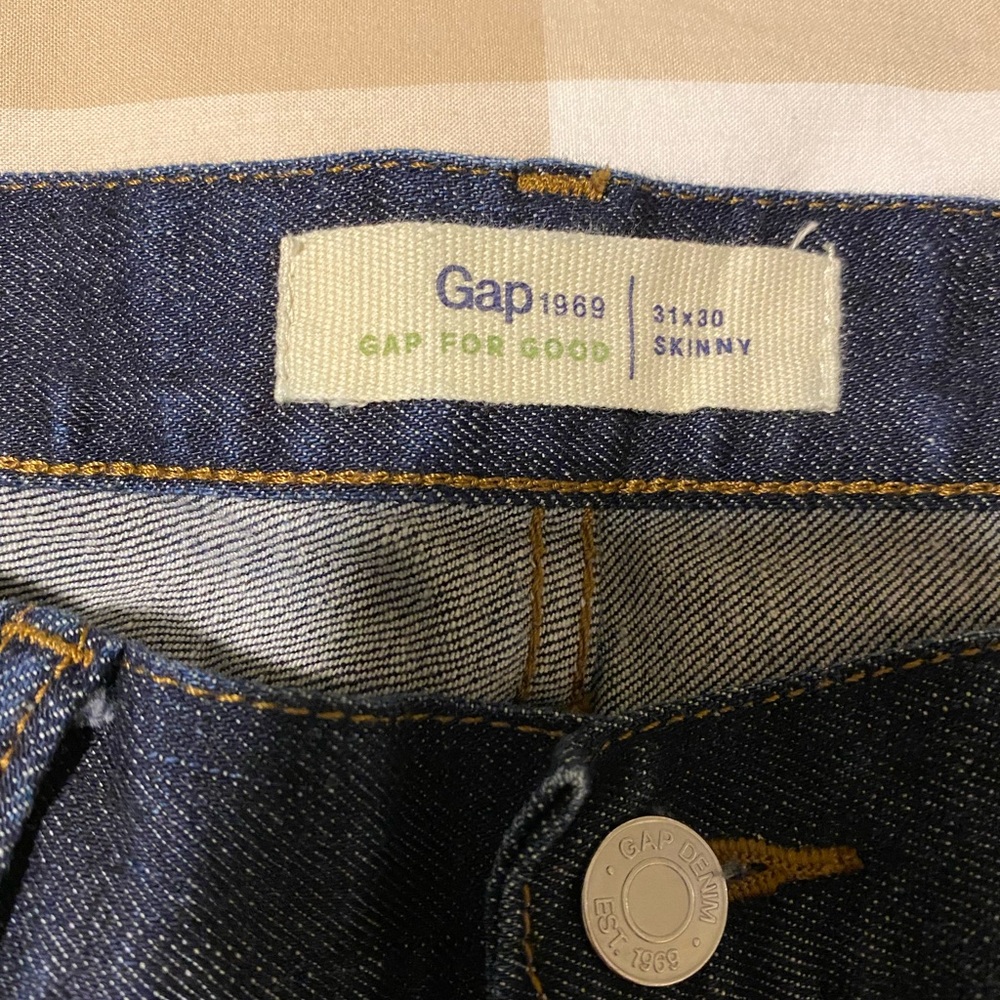 Gap 1969
GAP FOR GOOD
31x30
SKINNY
GAP DENIM
EST. 1969